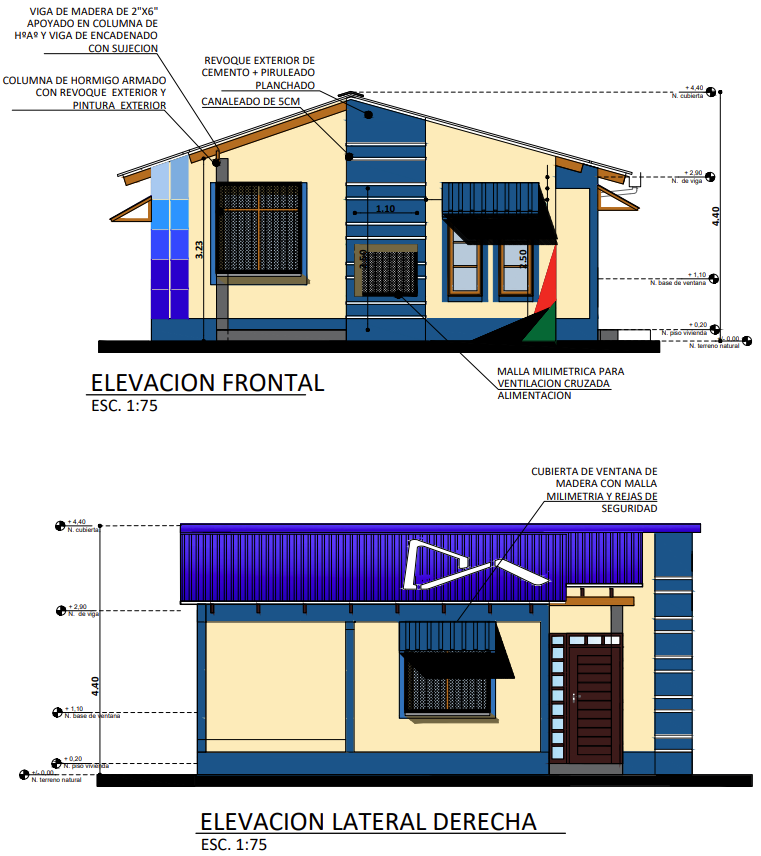 VIGA DE MADERA DE 2"X6"
APOYADO EN COLUMNA DE
HºAº Y VIGA DE ENCADENADO
CON SUJECION
COLUMNA DE HORMIGO ARMADO
CON REVOQUE EXTERIOR Y
PINTURA EXTERIOR
REVOQUE EXTERIOR DE
CEMENTO + PIRULEADO
PLANCHADO
CANALEADO DE 5CM
+ 4,40
N. cubierta
+ 2,90
N. de viga
4.40
1.10
3.23
2.50
2.50
+ 1,10
N. base de ventana
+ 0,20
N. piso vivienda
+/- 0,00
N. terreno natural
ELEVACION FRONTAL
ESC. 1:75
MALLA MILIMETRICA PARA
VENTILACION CRUZADA
ALIMENTACION
CUBIERTA DE VENTANA DE
MADERA CON MALLA
MILIMETRIA Y REJAS DE
SEGURIDAD
+ 4,40
N. cubierta
+ 2,90
N. de viga
4.40
+ 1,10
N. base de ventana
+ 0,20
N. piso vivienda
+/- 0,00
N. terreno natural
ELEVACION LATERAL DERECHA
ESC. 1:75